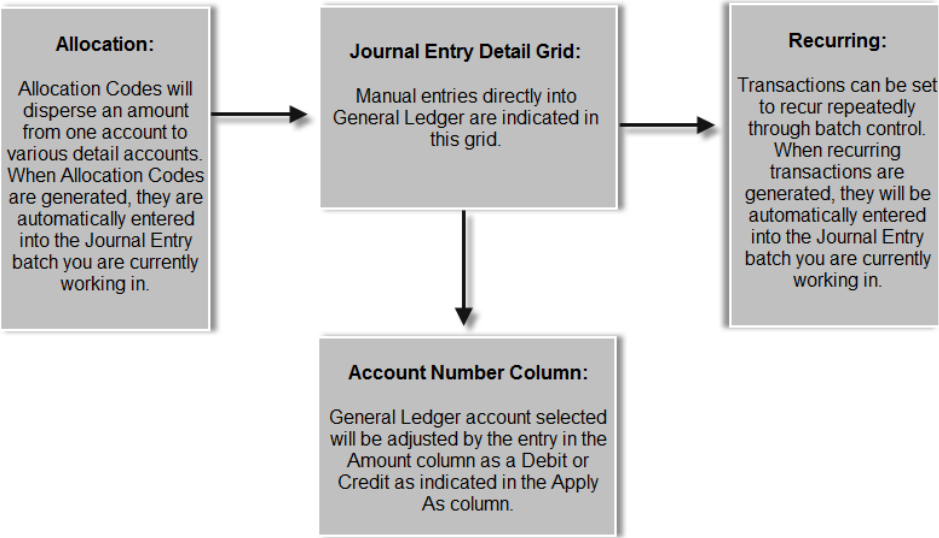 Allocation:
Allocation Codes will
disperse an amount
from one account to
various detail accounts.
When Allocation Codes
are generated, they are
automatically entered
into the Journal Entry
batch you are currently
working in.
Journal Entry Detail Grid:
Manual entries directly into
General Ledger are indicated in
this grid.
Recurring:
Transactions can be set
to recur repeatedly
through batch control.
When recurring
transactions are
generated, they will be
automatically entered
into the Journal Entry
batch you are currently
working in.
Account Number Column:
General Ledger account selected
will be adjusted by the entry in the
Amount column as a Debit or
Credit as indicated in the Apply
As column.